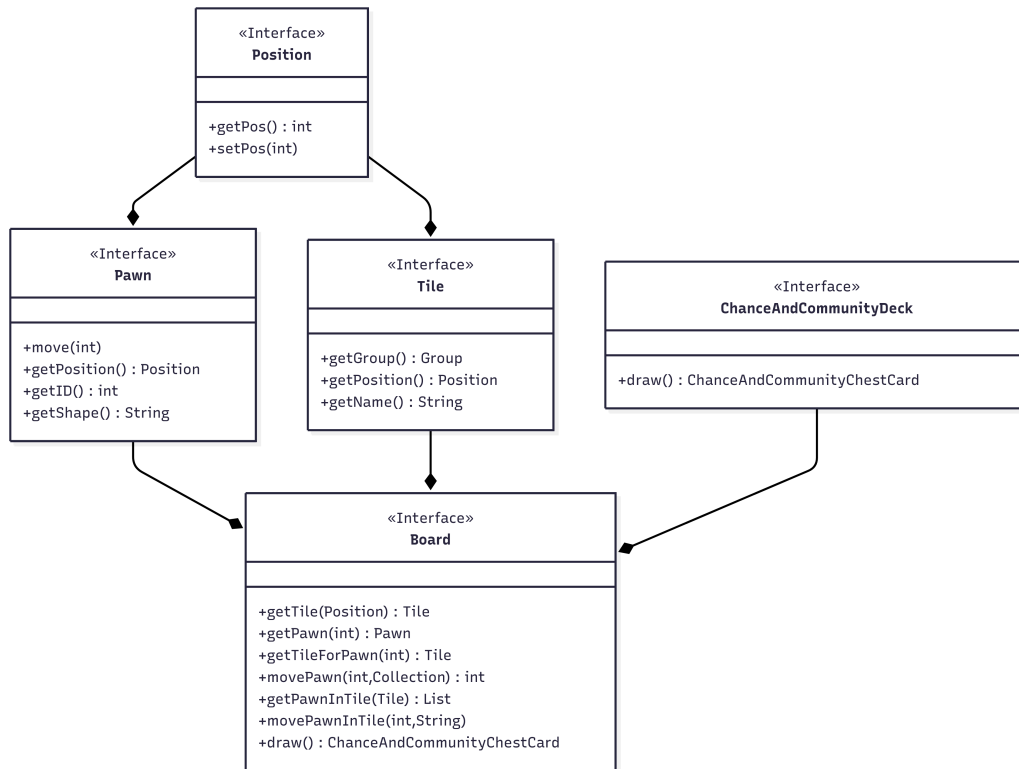 «Interface»
Position
+getPos() : int
+setPos(int)
«Interface»
Pawn
+move(int)
+getPosition() : Position
+getID() : int
+getShape() : String
«Interface»
Tile
+getGroup() : Group
+getPosition() : Position
+getName() : String
«Interface»
ChanceAndCommunityDeck
+draw() : ChanceAndCommunityChestCard
«Interface»
Board
+getTile(Position) : Tile
+getPawn(int) : Pawn
+getTileForPawn(int) : Tile
+movePawn(int,Collection) : int
+getPawnInTile(Tile) : List
+movePawnInTile(int,String)
+draw() : ChanceAndCommunityChestCard